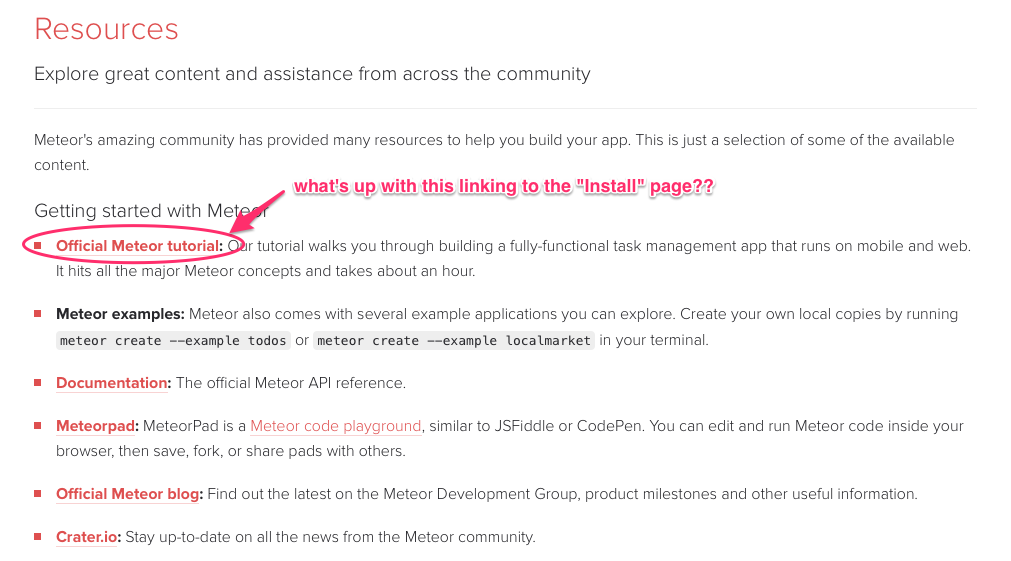 Resources
Explore great content and assistance from across the community
Meteor's amazing community has provided many resources to help you build your app. This is just a selection of some of the available
content.
what's up with this linking to the "Install" page??
Getting started with Meteor
Official Meteor tutorial: Our tutorial walks you through building a fully-functional task management app that runs on mobile and web.
It hits all the major Meteor concepts and takes about an hour.
Meteor examples: Meteor also comes with several example applications you can explore. Create your own local copies by running
meteor create --example todos or meteor create --example localmarket in your terminal.
Documentation: The official Meteor API reference.
Meteorpad: MeteorPad is a Meteor code playground, similar to JSFiddle or CodePen. You can edit and run Meteor code inside your
browser, then save, fork, or share pads with others.
Official Meteor blog: Find out the latest on the Meteor Development Group, product milestones and other useful information.
Crater.io: Stay up-to-date on all the news from the Meteor community.